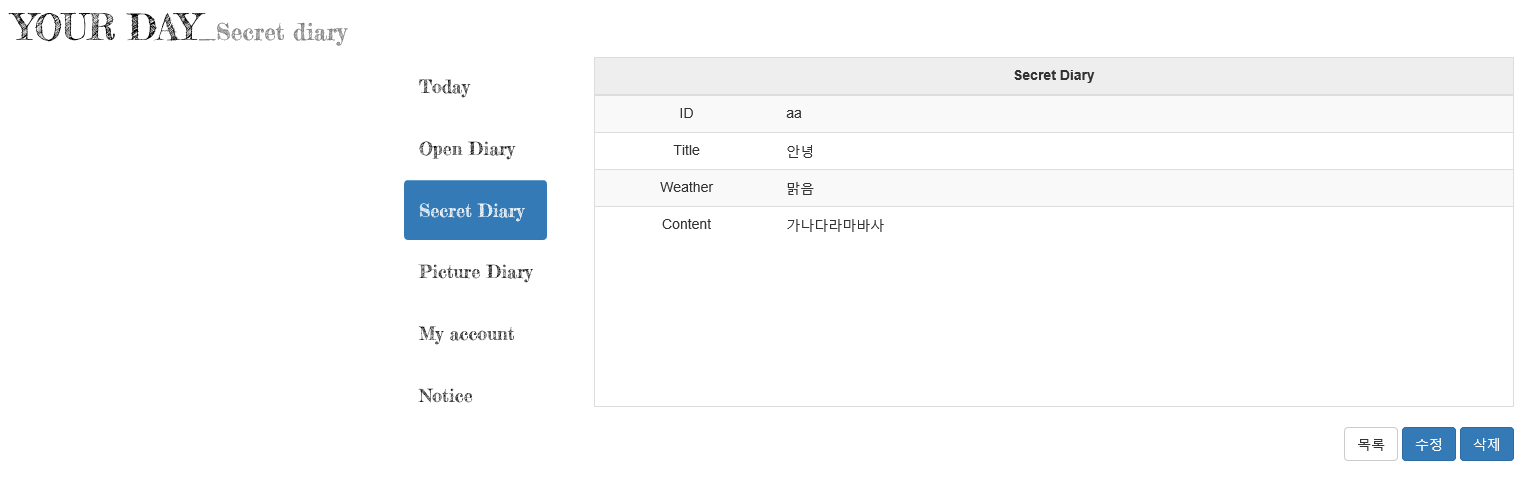 YOUR DAY_Secret diary
Today
Open Diary
Secret Diary
Picture Diary
My account
Notice
Secret Diary
ID aa
Title 안녕
Weather 맑음
Content 가나다라마바사
목록 수정 삭제